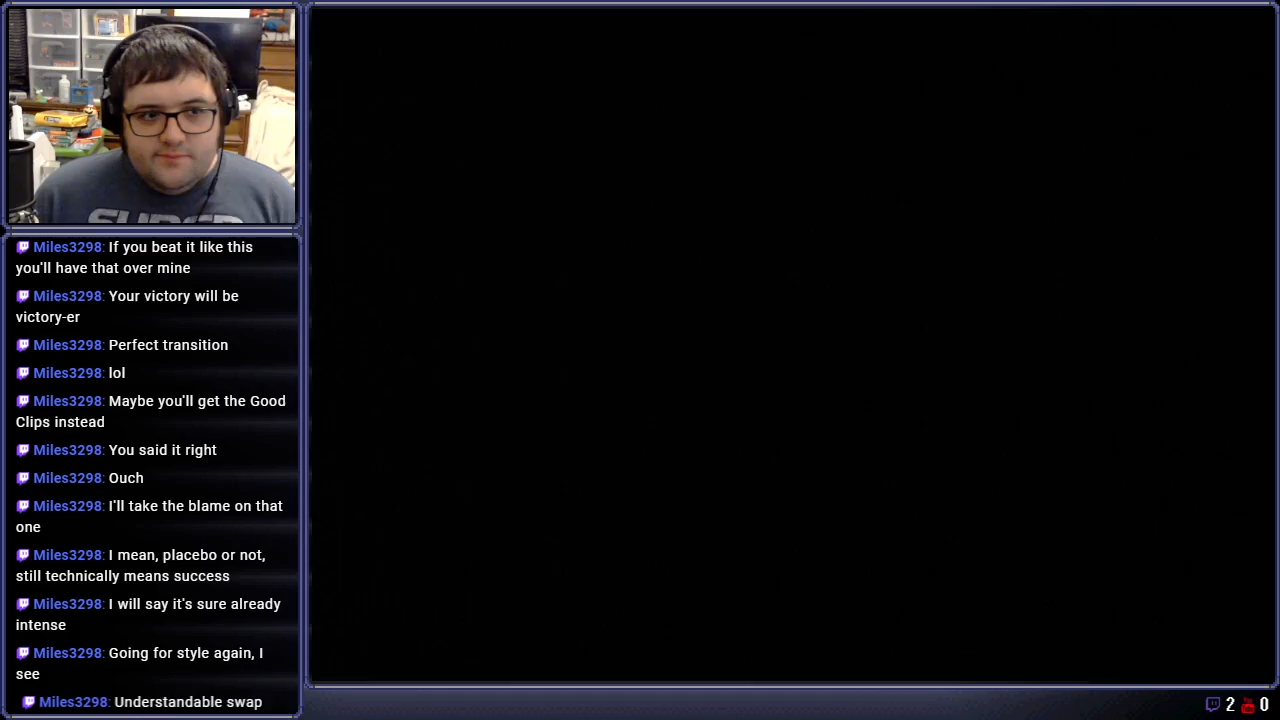 SUPER
Miles3298: If you beat it like this
you'll have that over mine
Miles3298: Your victory will be
victory-er
Miles3298: Perfect transition
Miles3298: lol
Miles3298: Maybe you'll get the Good
Clips instead
Miles3298: You said it right
Miles3298: Ouch
Miles3298: I'll take the blame on that
one
Miles3298: I mean, placebo or not,
still technically means success
Miles3298: I will say it's sure already
intense
Miles3298: Going for style again, I
see
Miles3298: Understandable swap
2 0